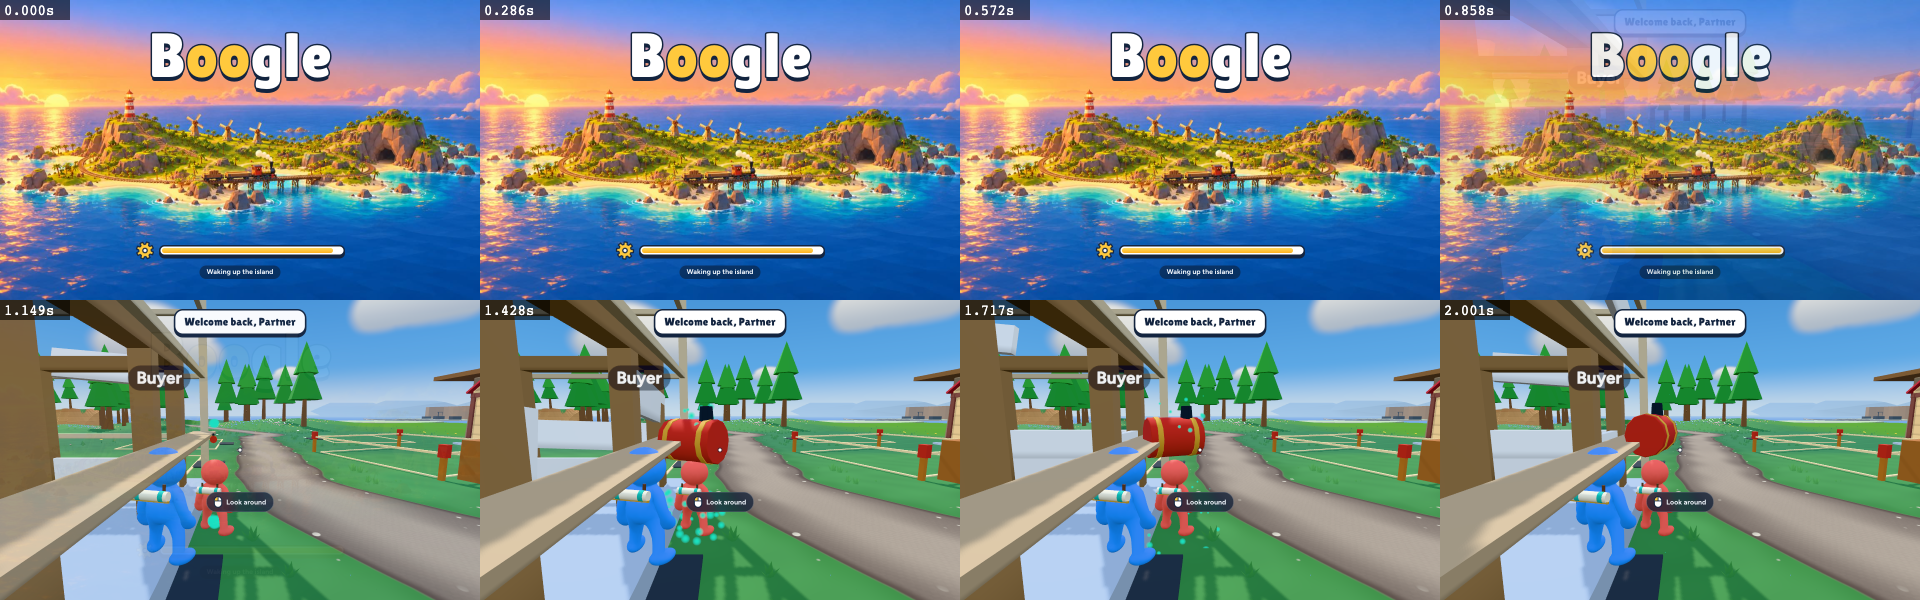 0.000s
Boogle
Waking up the island
0.286s
Boogle
Waking up the island
0.572s
Boogle
Waking up the island
0.858s
Welcome back, Partner
Boogle
Buyer
Waking up the island
1.149s
Welcome back, Partner
Boogle
Buyer
Look around
1.428s
Welcome back, Partner
Buyer
Look around
1.717s
Welcome back, Partner
Buyer
Look around
2.001s
Welcome back, Partner
Buyer
Look around